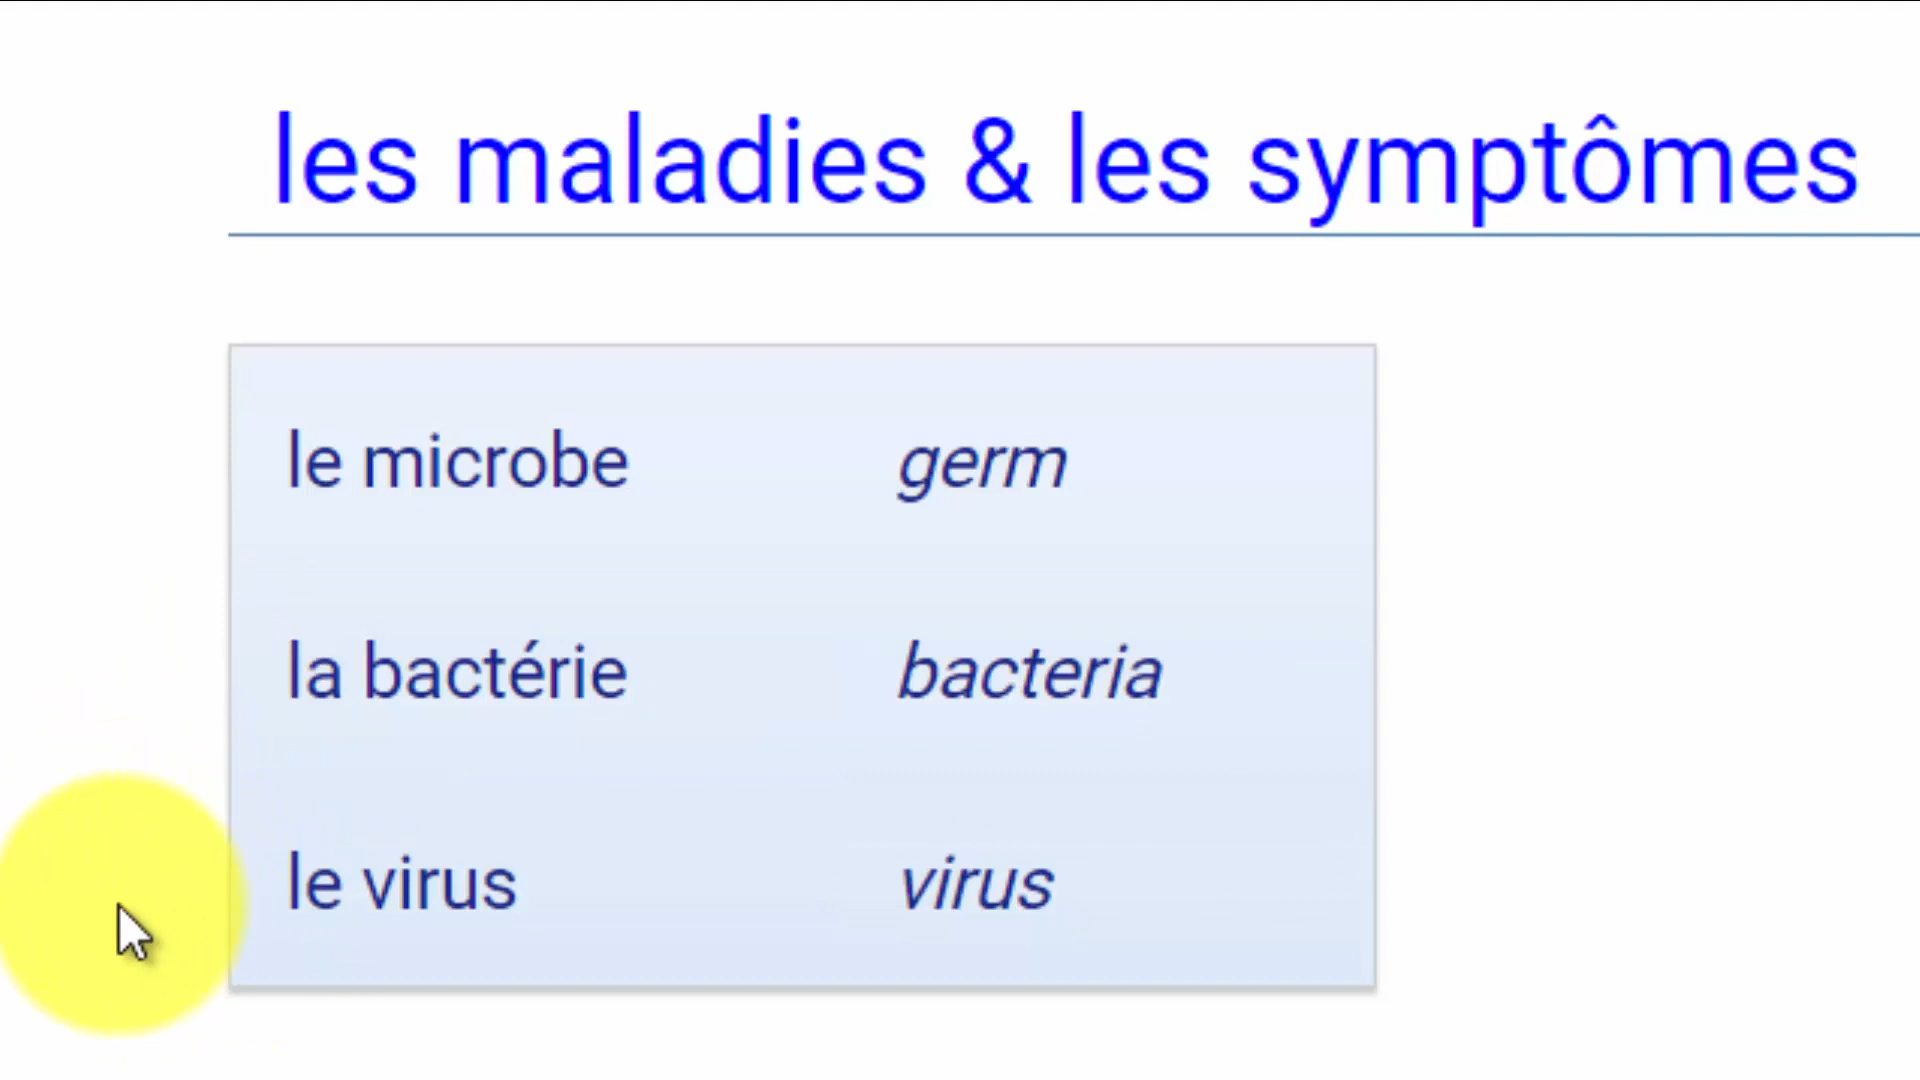 les maladies & les symptômes
le microbe germ
la bactérie bacteria
le virus virus